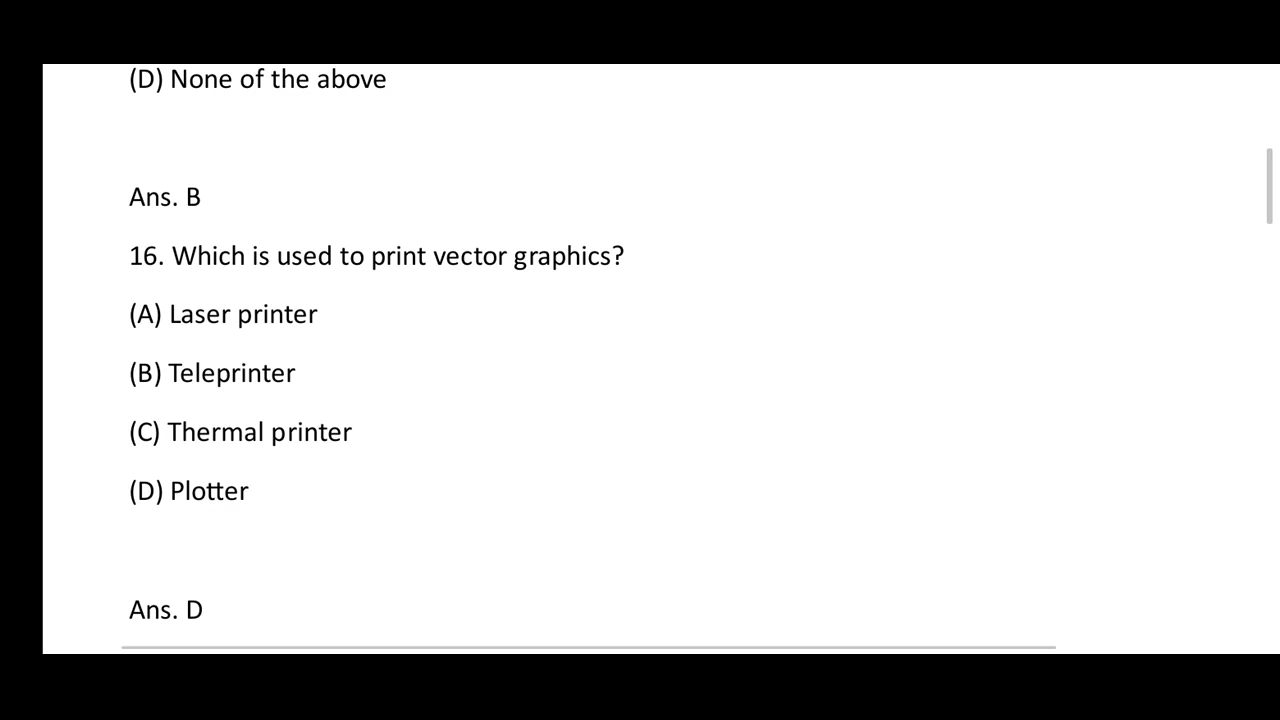 (D) None of the above
Ans. B
16. Which is used to print vector graphics?
(A) Laser printer
(B) Teleprinter
(C) Thermal printer
(D) Plotter
Ans. D